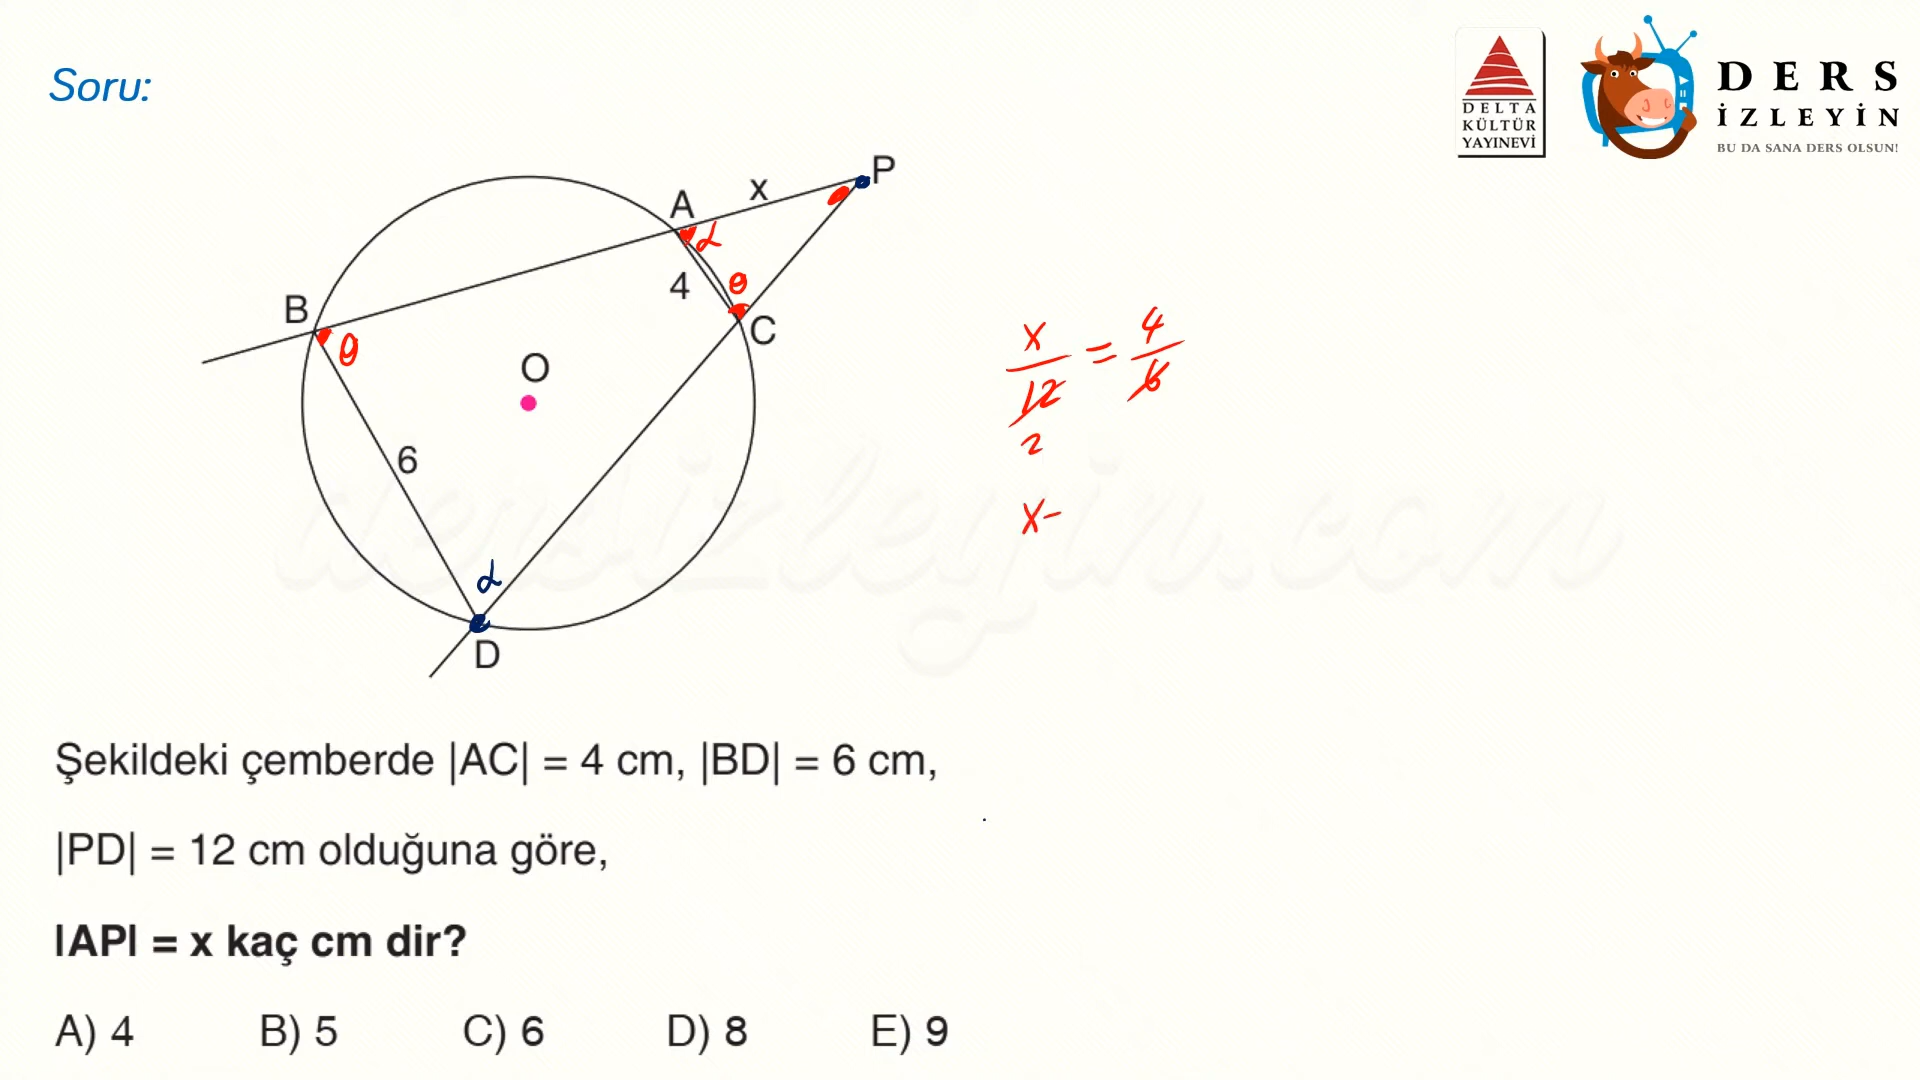 Soru:
DELTA
KÜLTÜR
YAYINEVİ
DERS
İZLEYİN
BU DA SANA DERS OLSUN!
P
x
A
α
4
θ
B
C
θ
O
6
α
D
x/12 = 4/6
2
x-
dersizleyin.com
Şekildeki çemberde |AC| = 4 cm, |BD| = 6 cm,
|PD| = 12 cm olduğuna göre,
|AP| = x kaç cm dir?
A) 4 B) 5 C) 6 D) 8 E) 9